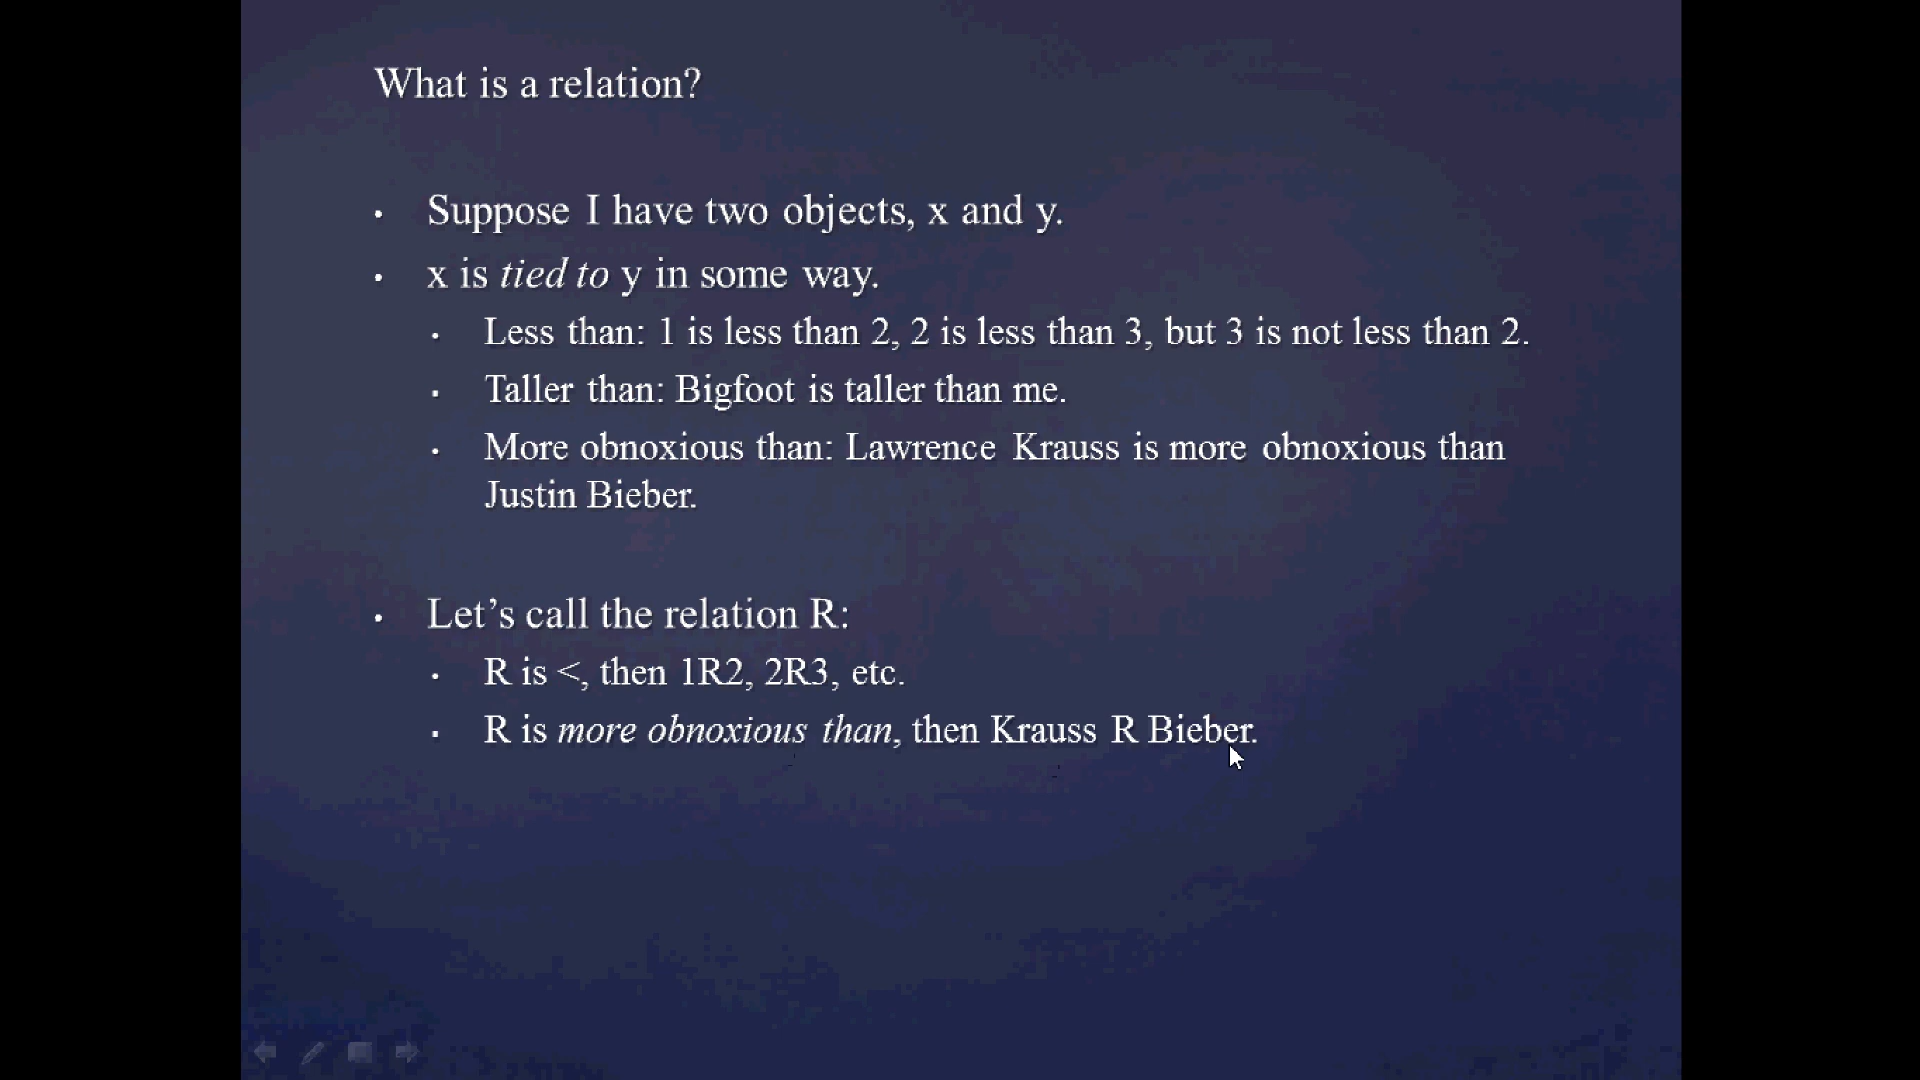 What is a relation?
• Suppose I have two objects, x and y.
• x is tied to y in some way.
• Less than: 1 is less than 2, 2 is less than 3, but 3 is not less than 2.
• Taller than: Bigfoot is taller than me.
• More obnoxious than: Lawrence Krauss is more obnoxious than
Justin Bieber.
• Let’s call the relation R:
• R is <, then 1R2, 2R3, etc.
• R is more obnoxious than, then Krauss R Bieber.